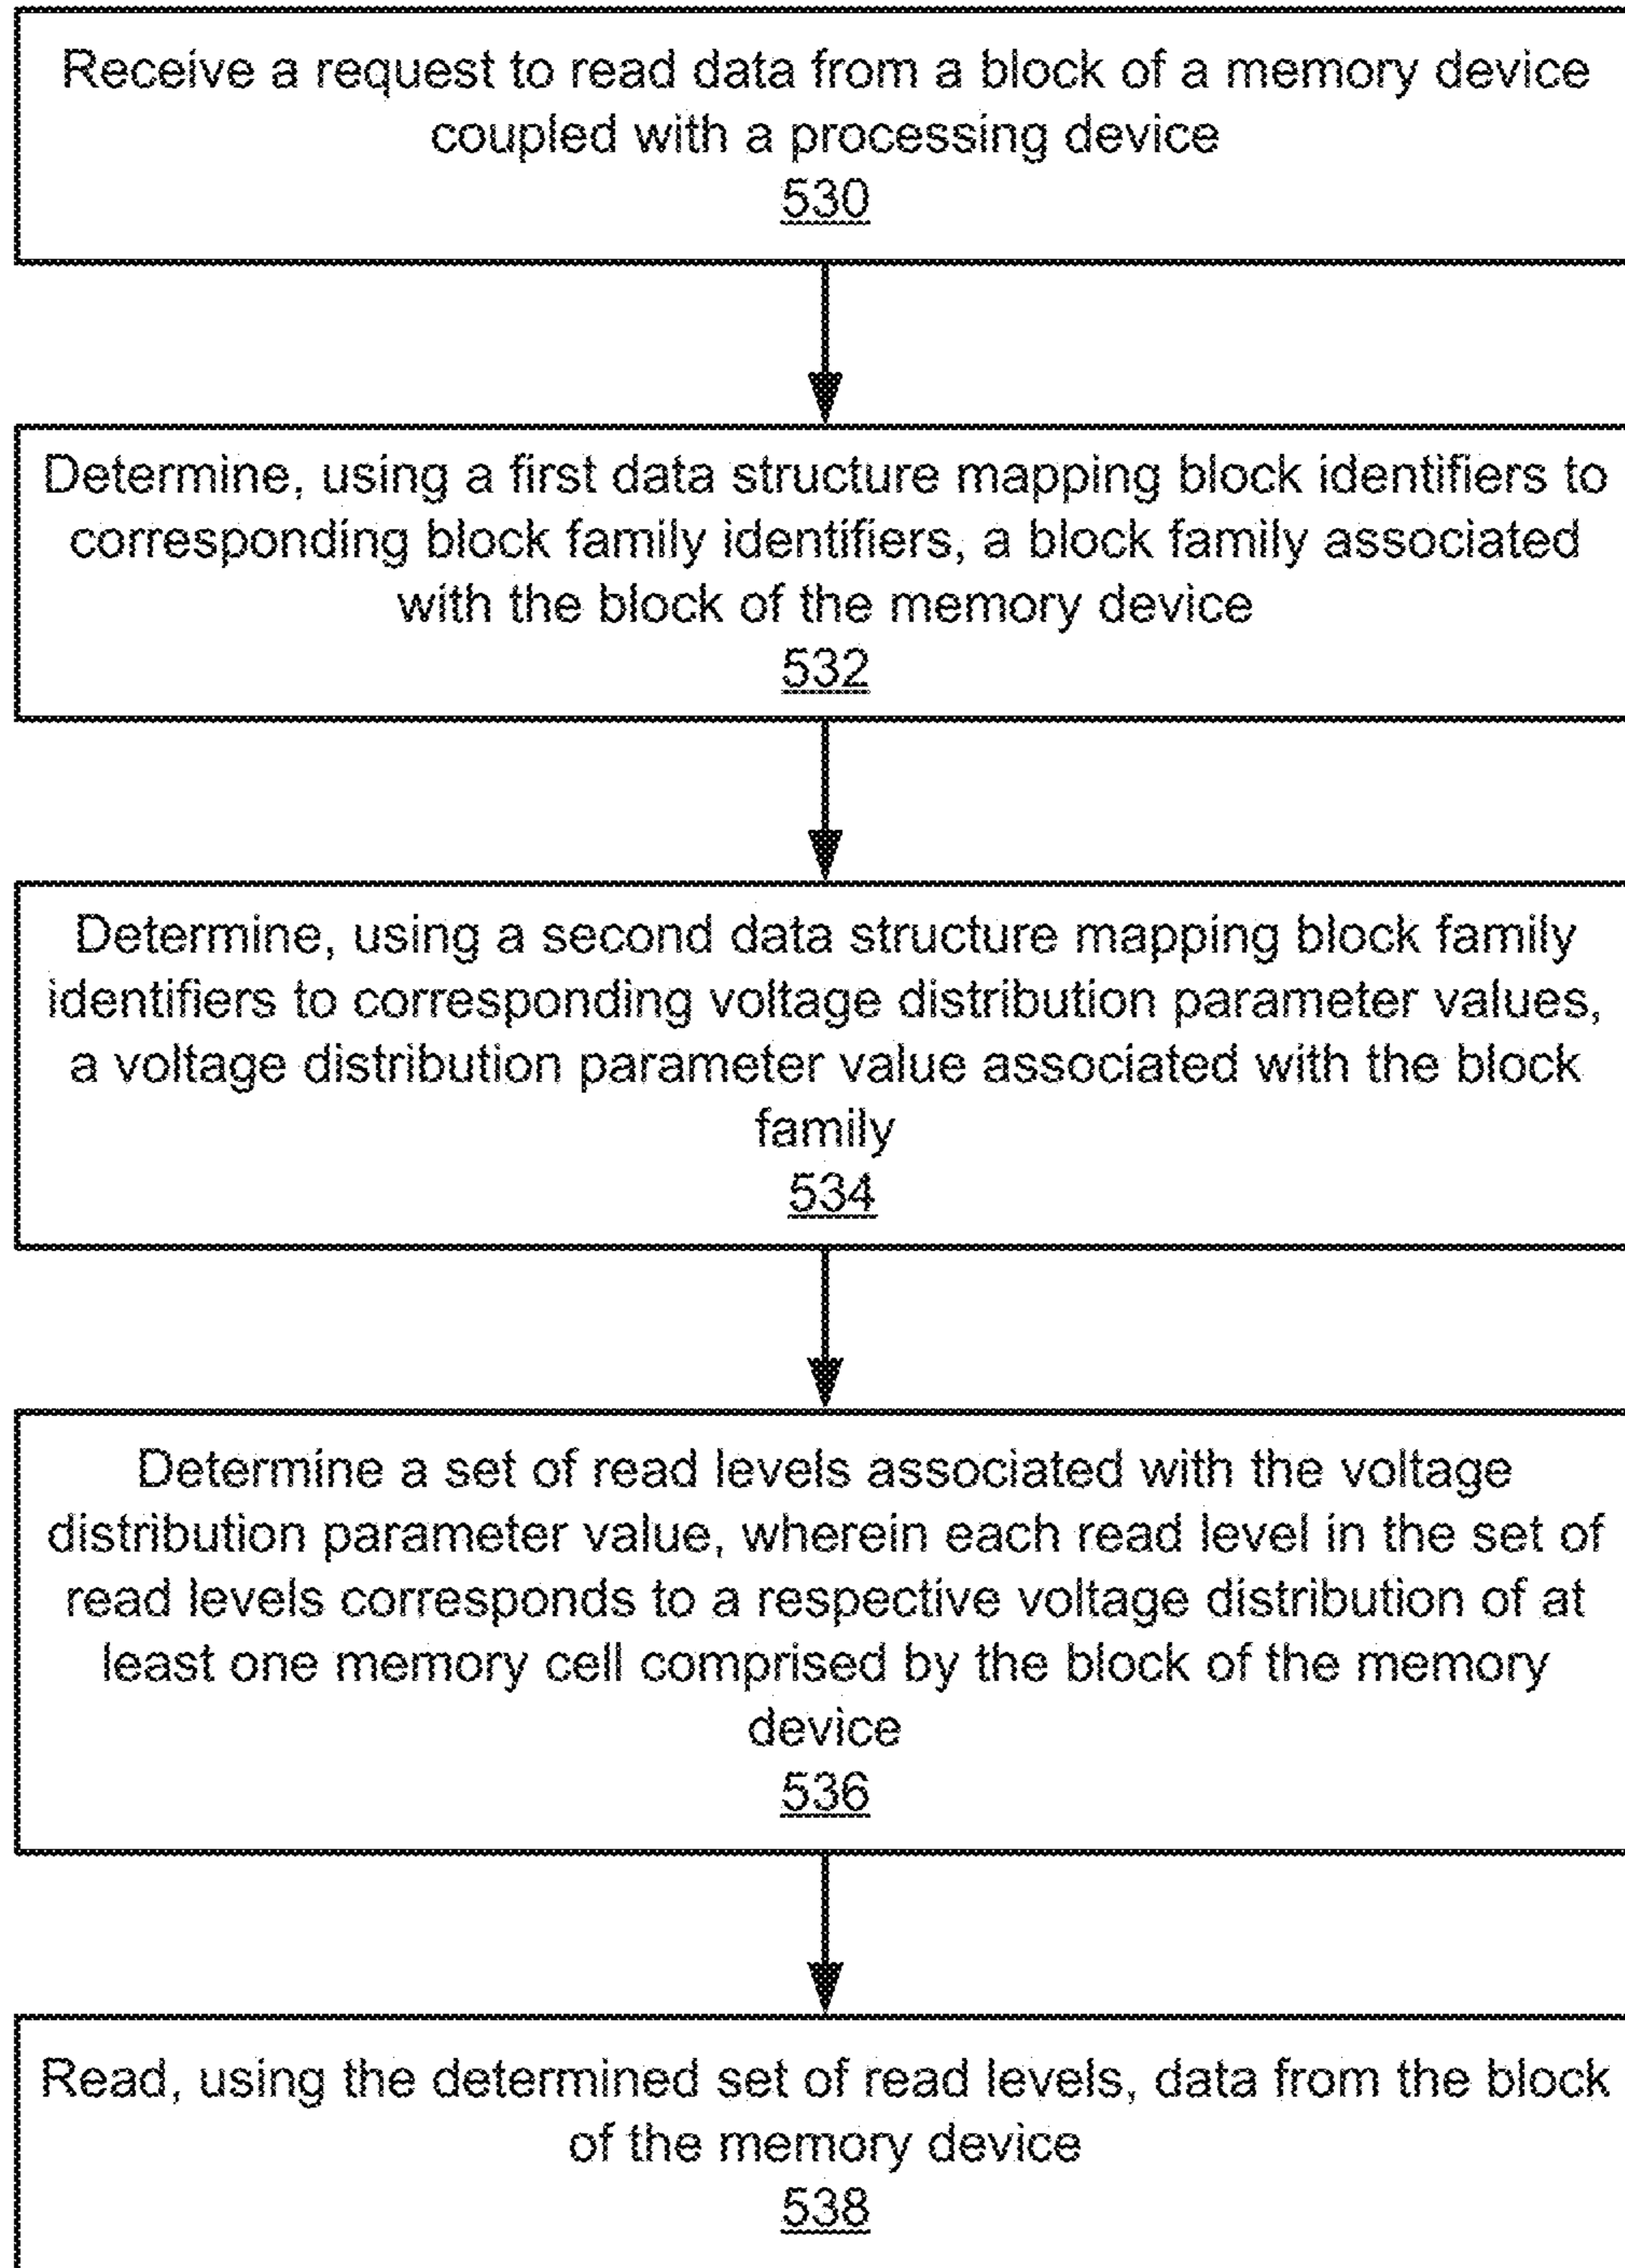 Receive a request to read data from a block of a memory device
coupled with a processing device
530
Determine, using a first data structure mapping block identifiers to
corresponding block family identifiers, a block family associated
with the block of the memory device
532
Determine, using a second data structure mapping block family
identifiers to corresponding voltage distribution parameter values,
a voltage distribution parameter value associated with the block
family
534
Determine a set of read levels associated with the voltage
distribution parameter value, wherein each read level in the set of
read levels corresponds to a respective voltage distribution of at
least one memory cell comprised by the block of the memory
device
536
Read, using the determined set of read levels, data from the block
of the memory device
538